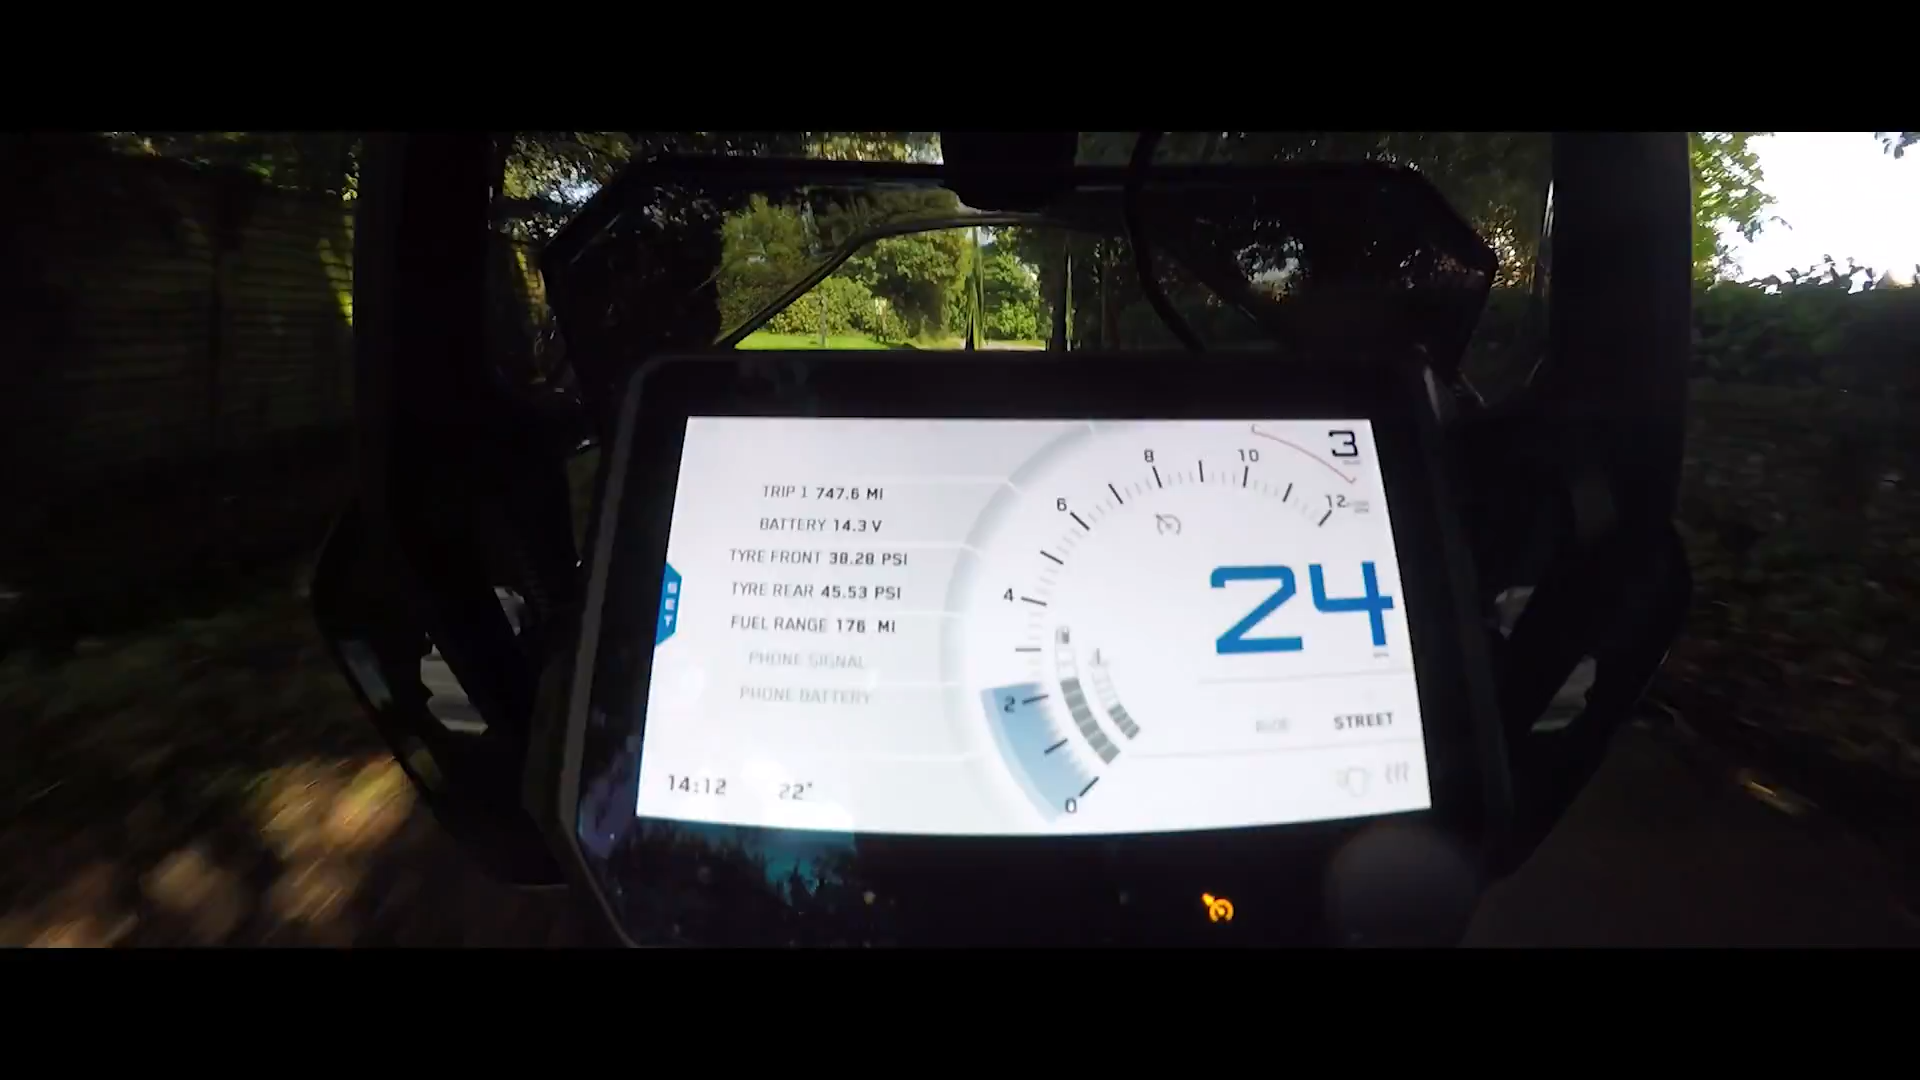 TRIP 1 747.6 MI
BATTERY 14.3 V
TYRE FRONT 38.28 PSI
TYRE REAR 45.53 PSI
FUEL RANGE 176 MI
PHONE SIGNAL
PHONE BATTERY
SET
14:12 22°
0
2
4
6
8
10
12
3
24
RIDE STREET